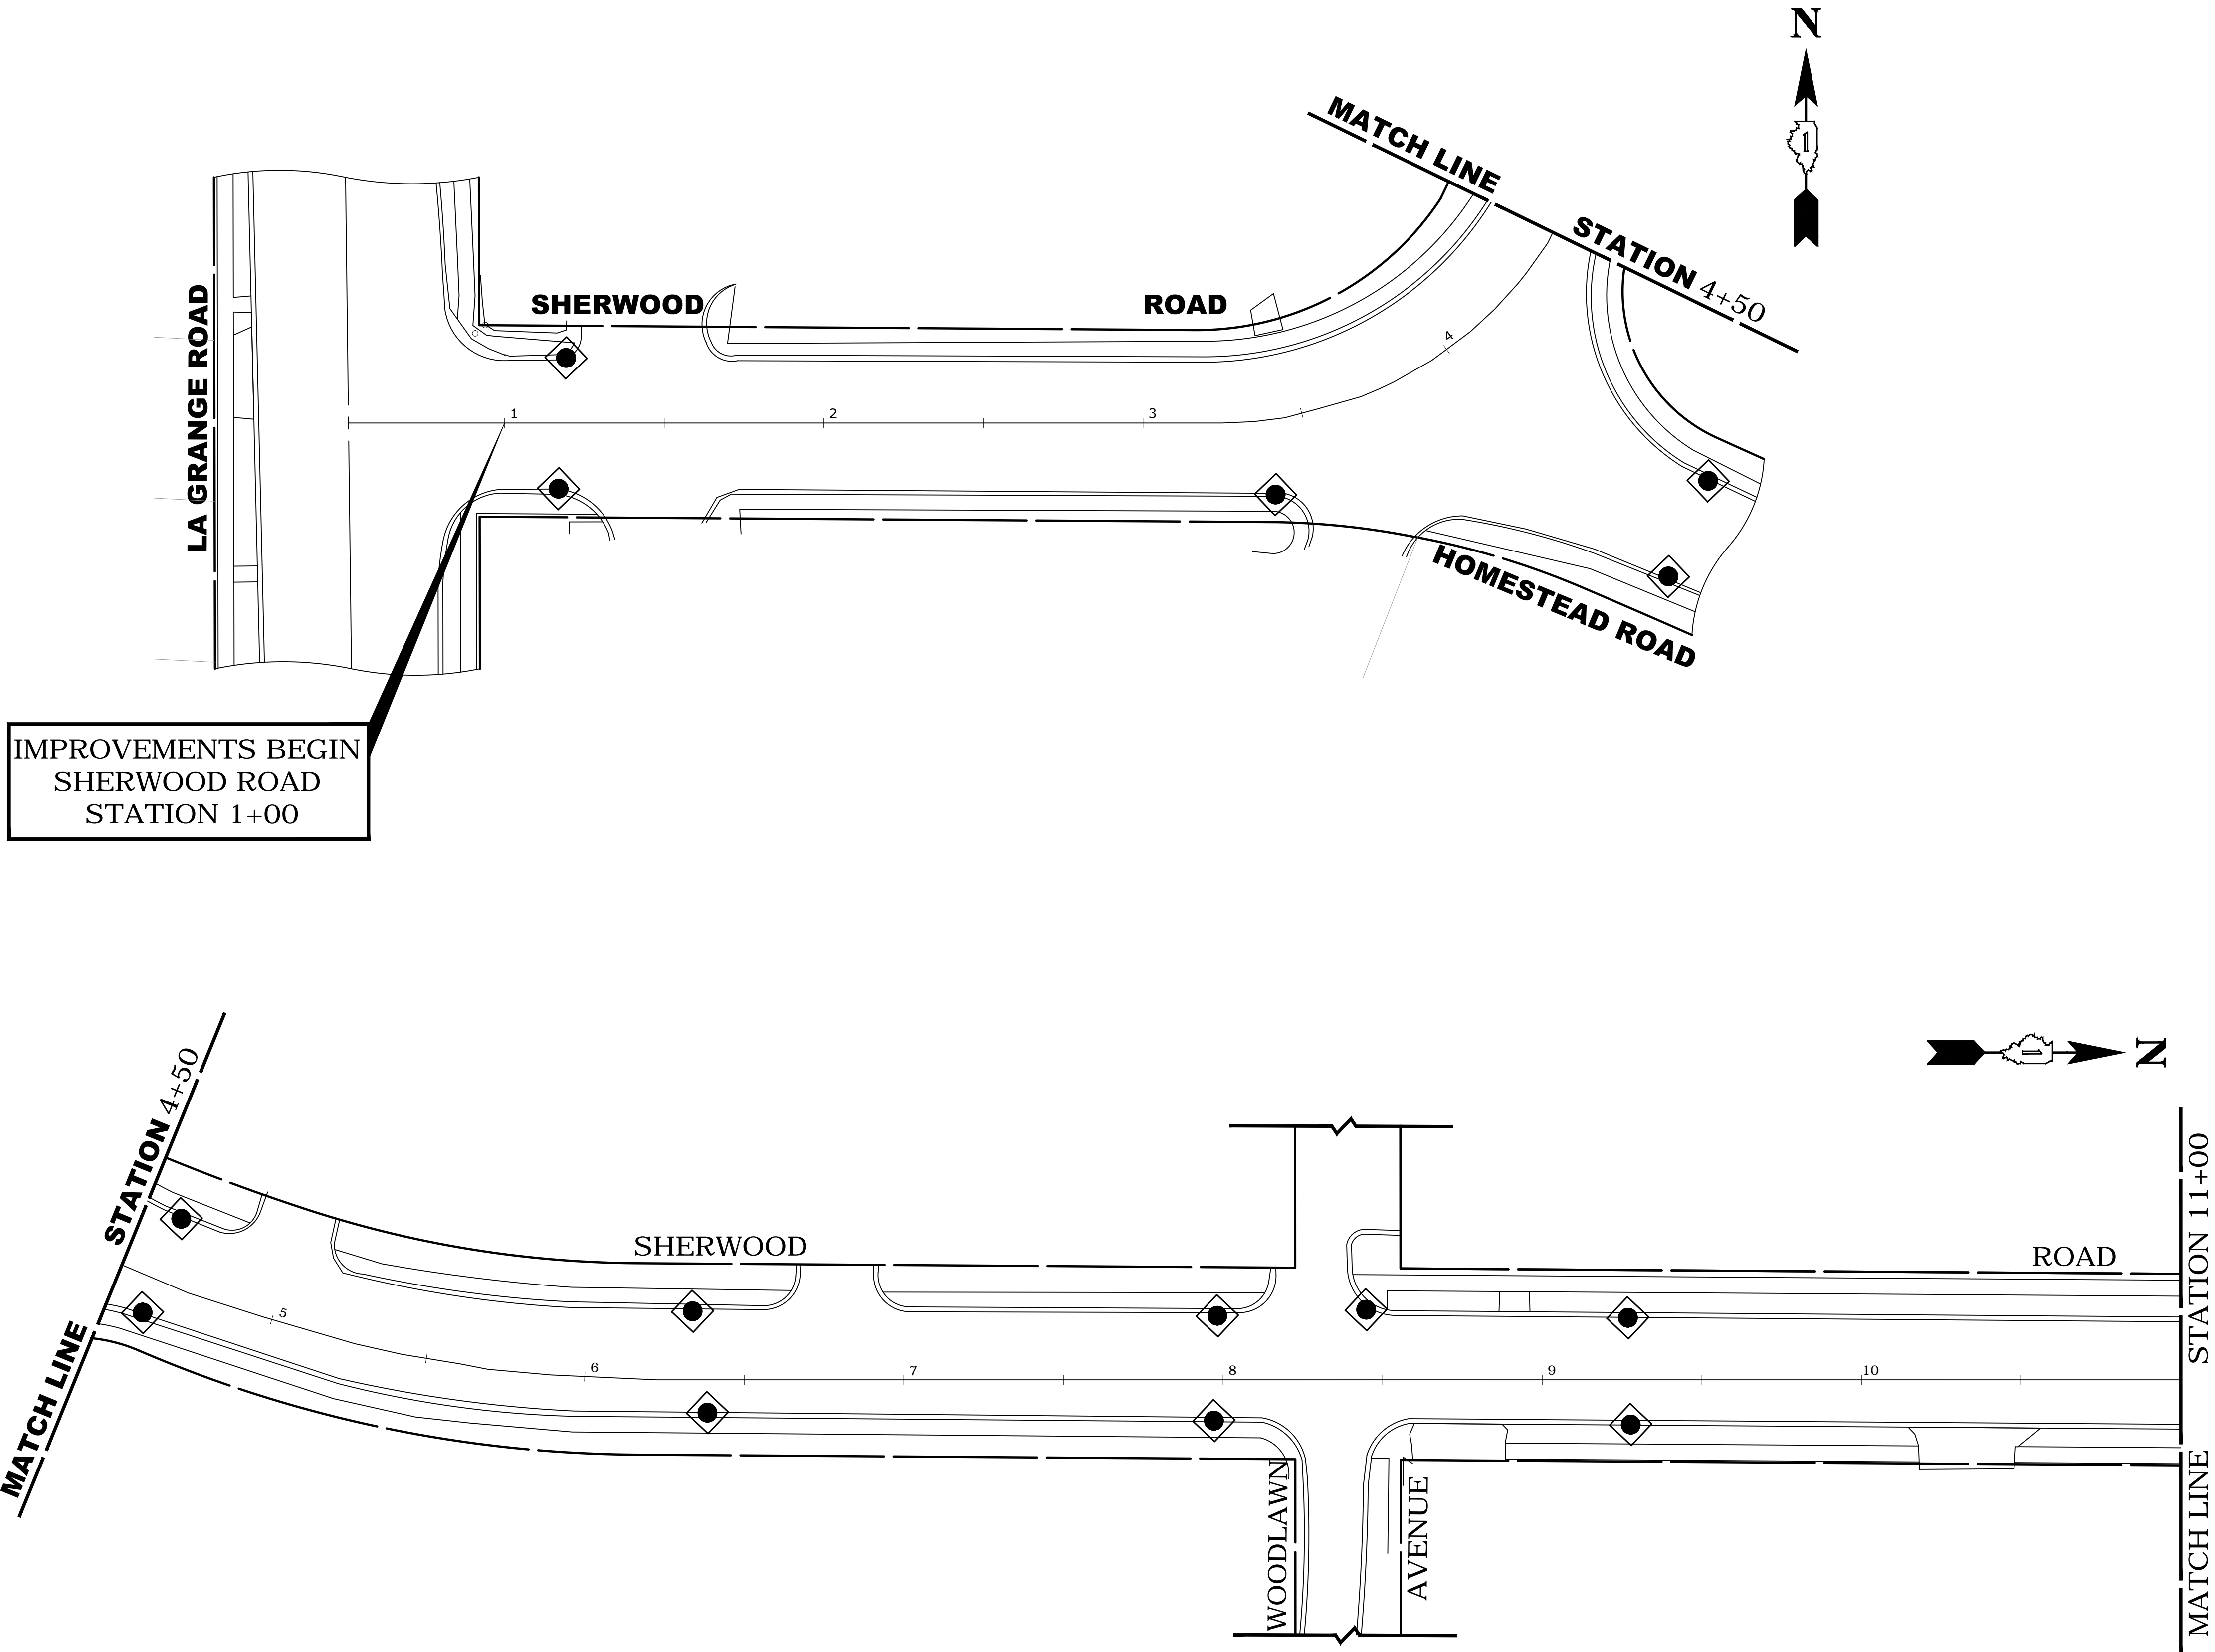 N
1
MATCH LINE
STATION 4+50
LA GRANGE ROAD
SHERWOOD ROAD
1 2 3 4
HOMESTEAD ROAD
IMPROVEMENTS BEGIN
SHERWOOD ROAD
STATION 1+00
MATCH LINE
STATION 4+50
N
1
SHERWOOD ROAD
5 6 7 8 9 10
WOODLAWN
AVENUE
MATCH LINE
STATION 11+00